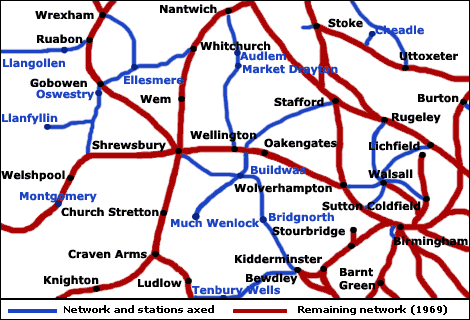 Nantwich
Wrexham
Stoke
Cheadle
Ruabon
Whitchurch
Audlem
Uttoxeter
Llangollen
Market Drayton
Ellesmere
Gobowen
Oswestry
Wem
Stafford
Burton
Llanfyllin
Rugeley
Wellington
Oakengates
Shrewsbury
Lichfield
Buildwas
Walsall
Welshpool
Wolverhampton
Montgomery
Sutton Coldfield
Church Stretton
Much Wenlock
Bridgnorth
Stourbridge
Birmingham
Craven Arms
Kidderminster
Bewdley
Barnt
Green
Knighton
Ludlow
Tenbury Wells
Network and stations axed
Remaining network (1969)